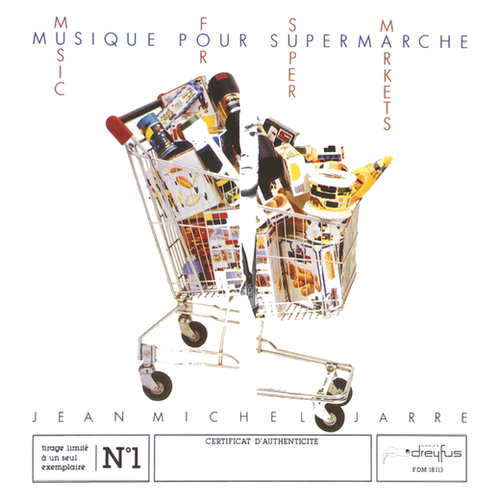 MUSIC FOR SUPER MARKETS
MUSIQUE POUR SUPERMARCHE
JEAN MICHEL JARRE
tirage limité
à un seul
exemplaire
N°1
CERTIFICAT D'AUTHENTICITE
dreyfus
FDM 18113